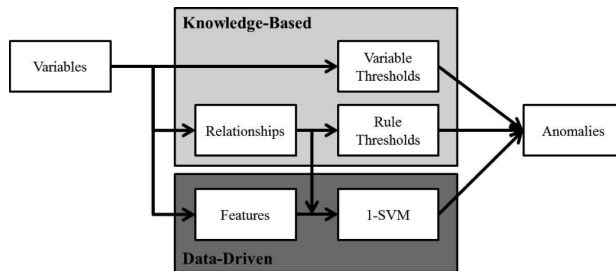 Knowledge-Based
Variables
Variable
Thresholds
Relationships
Rule
Thresholds
Anomalies
Features
1-SVM
Data-Driven